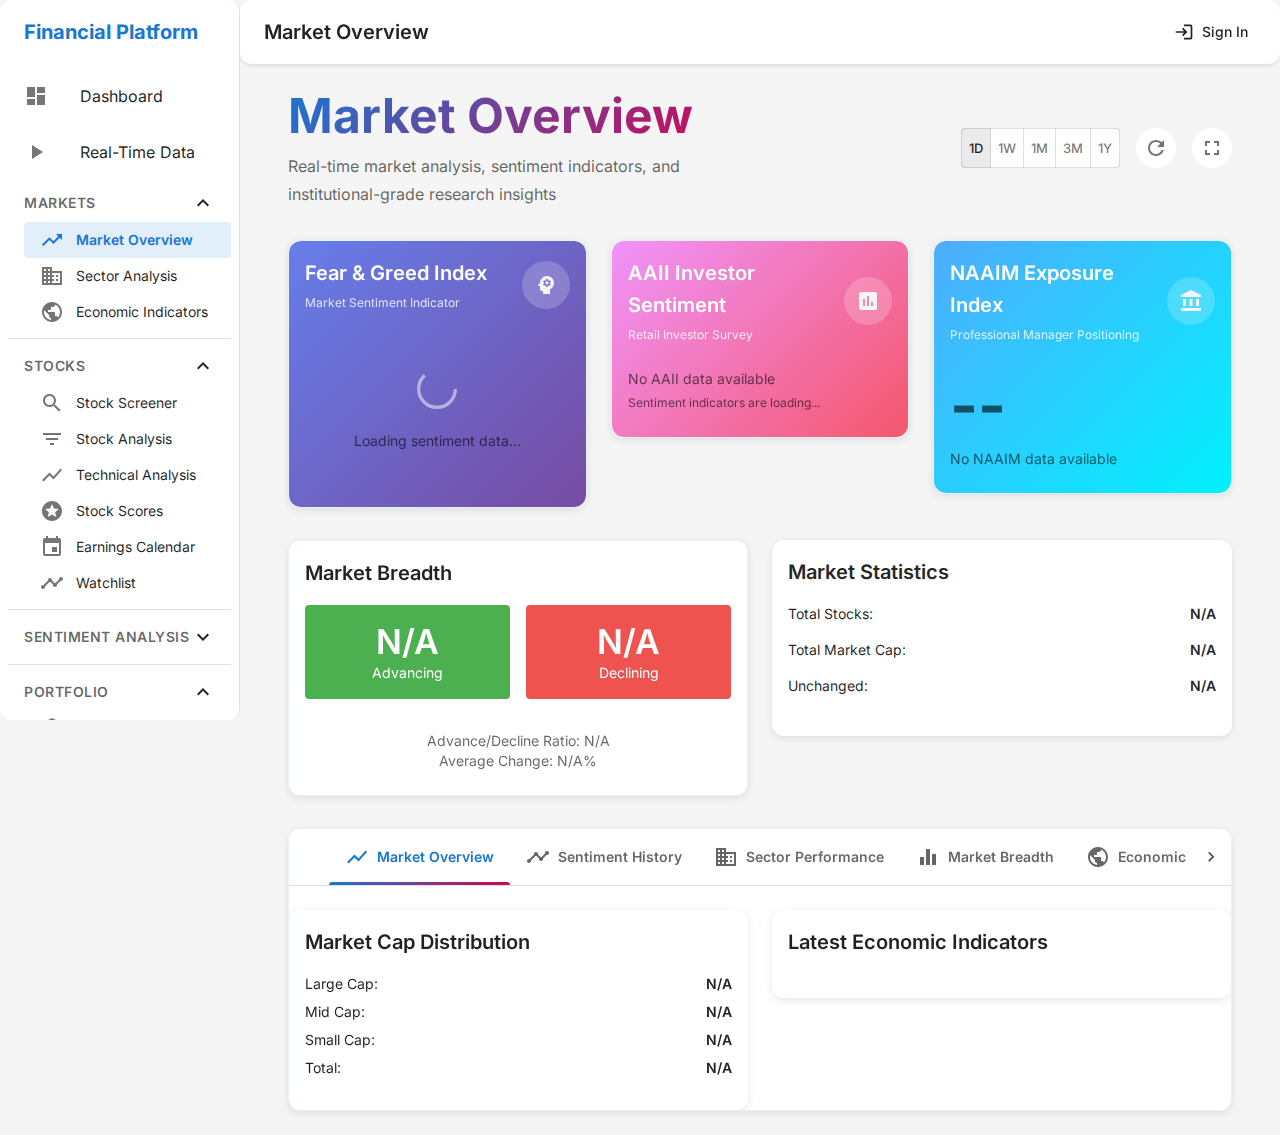 Financial Platform
Dashboard
Real-Time Data
MARKETS
Market Overview
Sector Analysis
Economic Indicators
STOCKS
Stock Screener
Stock Analysis
Technical Analysis
Stock Scores
Earnings Calendar
Watchlist
SENTIMENT ANALYSIS
PORTFOLIO
Market Overview
Sign In
Market Overview
Real-time market analysis, sentiment indicators, and
institutional-grade research insights
1D 1W 1M 3M 1Y
Fear & Greed Index
Market Sentiment Indicator
Loading sentiment data...
AAII Investor
Sentiment
Retail Investor Survey
No AAII data available
Sentiment indicators are loading...
NAAIM Exposure
Index
Professional Manager Positioning
--
No NAAIM data available
Market Breadth
N/A
Advancing
N/A
Declining
Advance/Decline Ratio: N/A
Average Change: N/A%
Market Statistics
Total Stocks: N/A
Total Market Cap: N/A
Unchanged: N/A
Market Overview Sentiment History Sector Performance Market Breadth Economic
Market Cap Distribution
Large Cap: N/A
Mid Cap: N/A
Small Cap: N/A
Total: N/A
Latest Economic Indicators